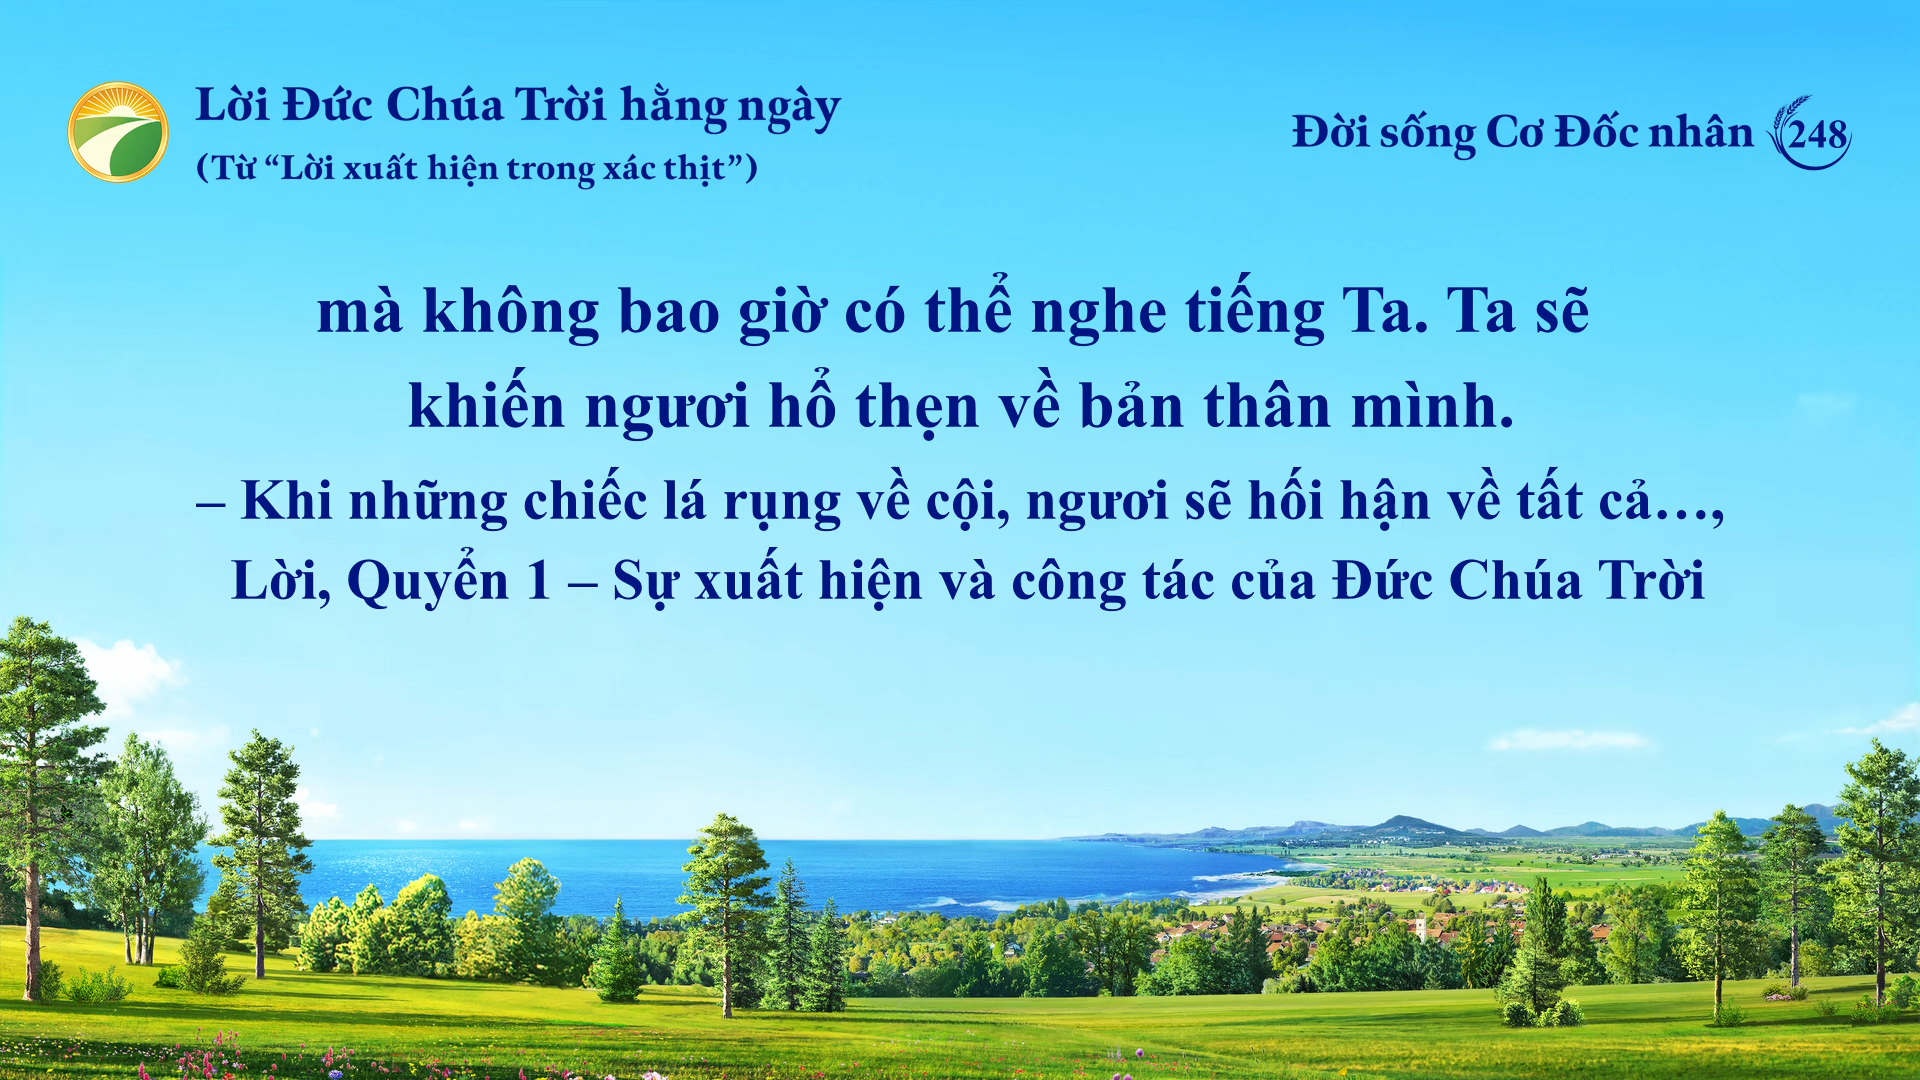 Lời Đức Chúa Trời hằng ngày
(Từ “Lời xuất hiện trong xác thịt”)
Đời sống Cơ Đốc nhân 248
mà không bao giờ có thể nghe tiếng Ta. Ta sẽ
khiến ngươi hổ thẹn về bản thân mình.
– Khi những chiếc lá rụng về cội, ngươi sẽ hối hận về tất cả…,
Lời, Quyển 1 – Sự xuất hiện và công tác của Đức Chúa Trời